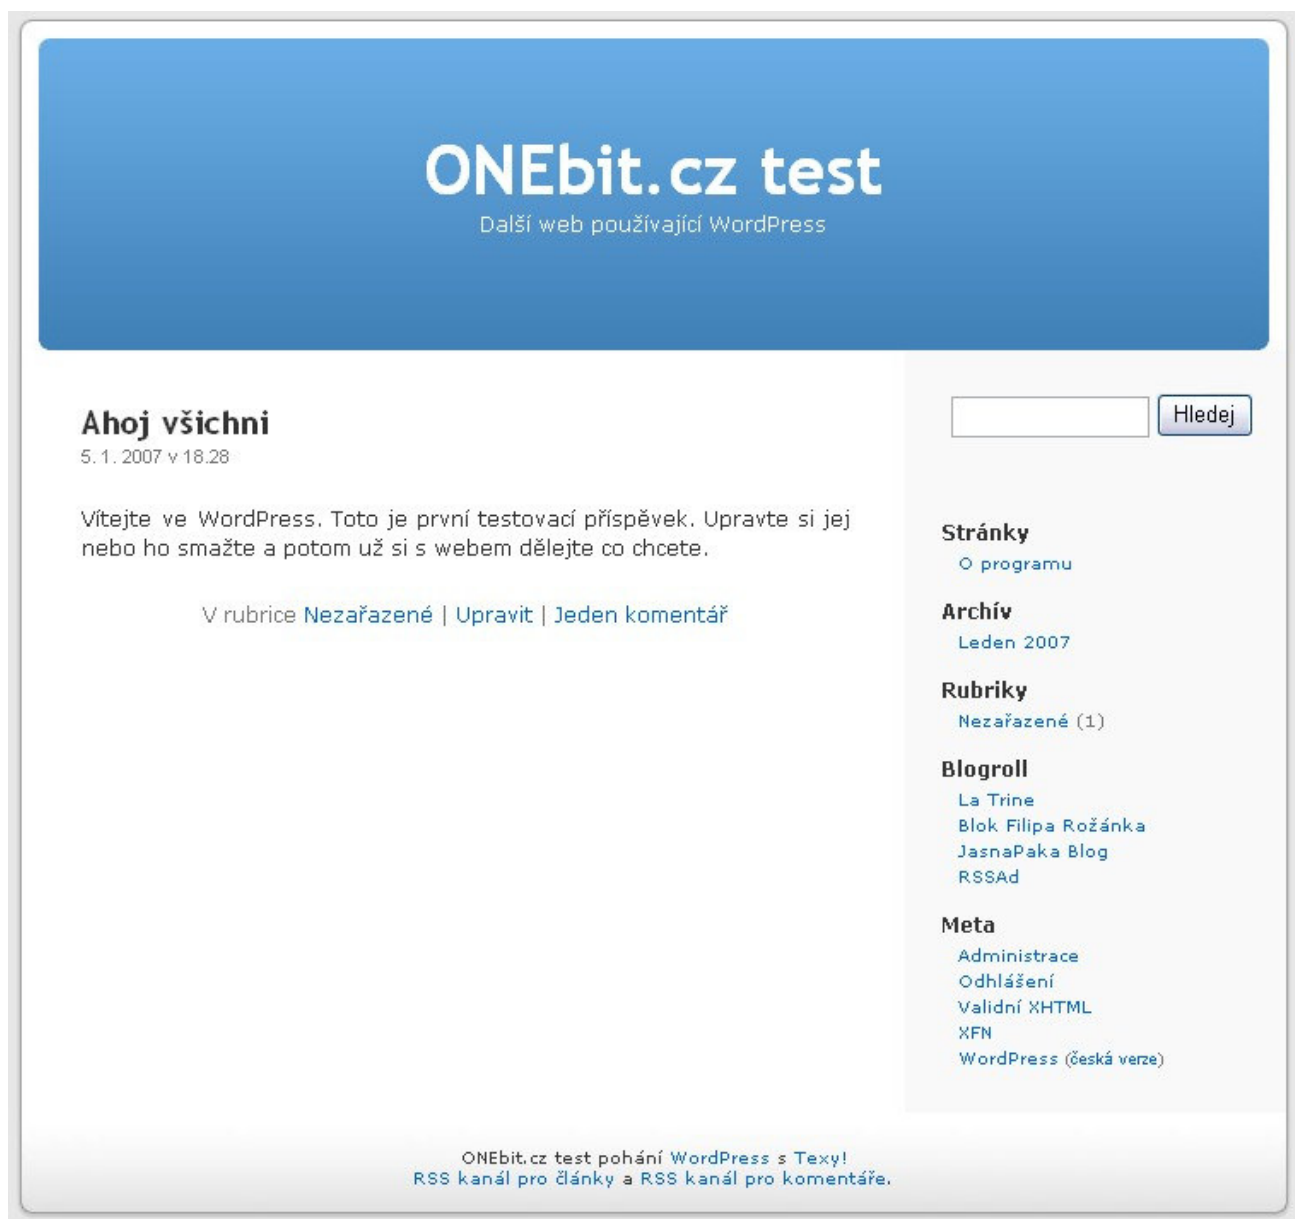 ONEbit.cz test
Další web používající WordPress
Ahoj všichni
5. 1. 2007 v 18.28
Vítejte ve WordPress. Toto je první testovací příspěvek. Upravte si jej
nebo ho smažte a potom už si s webem dělejte co chcete.
V rubrice Nezařazené | Upravit | Jeden komentář
Hledej
Stránky
O programu
Archív
Leden 2007
Rubriky
Nezařazené (1)
Blogroll
La Trine
Blok Filipa Rožánka
JasnaPaka Blog
RSSAd
Meta
Administrace
Odhlášení
Validní XHTML
XFN
WordPress (česká verze)
ONEbit.cz test pohání WordPress s Texy!
RSS kanál pro články a RSS kanál pro komentáře.